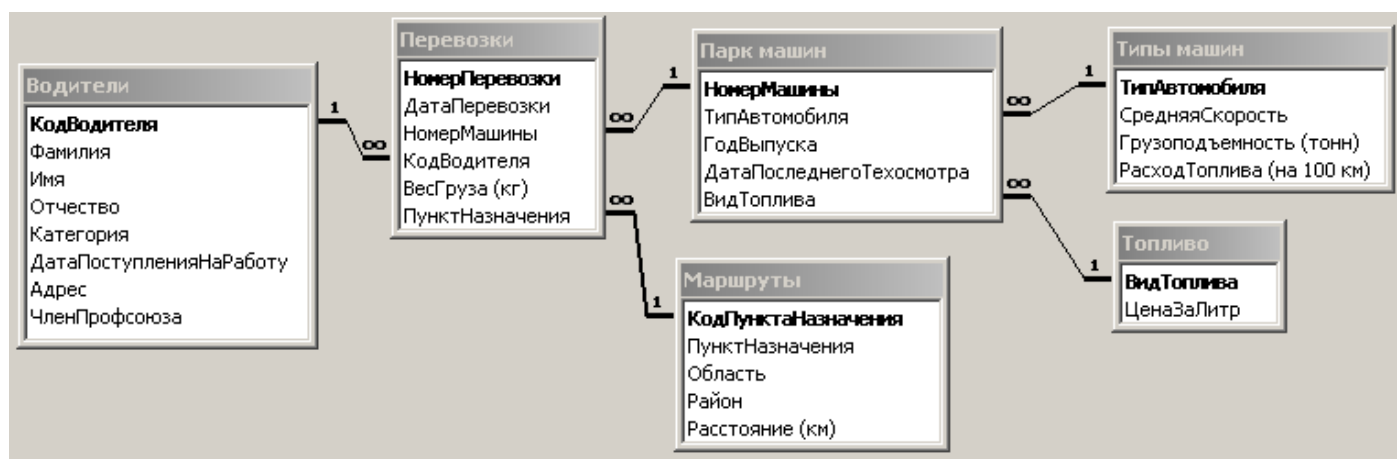 Водители
КодВодителя
Фамилия
Имя
Отчество
Категория
ДатаПоступленияНаРаботу
Адрес
ЧленПрофсоюза
1
∞
Перевозки
НомерПеревозки
ДатаПеревозки
НомерМашины
КодВодителя
ВесГруза (кг)
ПунктНазначения
∞
1
∞
1
Парк машин
НомерМашины
ТипАвтомобиля
ГодВыпуска
ДатаПоследнегоТехосмотра
ВидТоплива
∞
1
∞
1
Маршруты
КодПунктаНазначения
ПунктНазначения
Область
Район
Расстояние (км)
Типы машин
ТипАвтомобиля
СредняяСкорость
Грузоподъемность (тонн)
РасходТоплива (на 100 км)
Топливо
ВидТоплива
ЦенаЗаЛитр